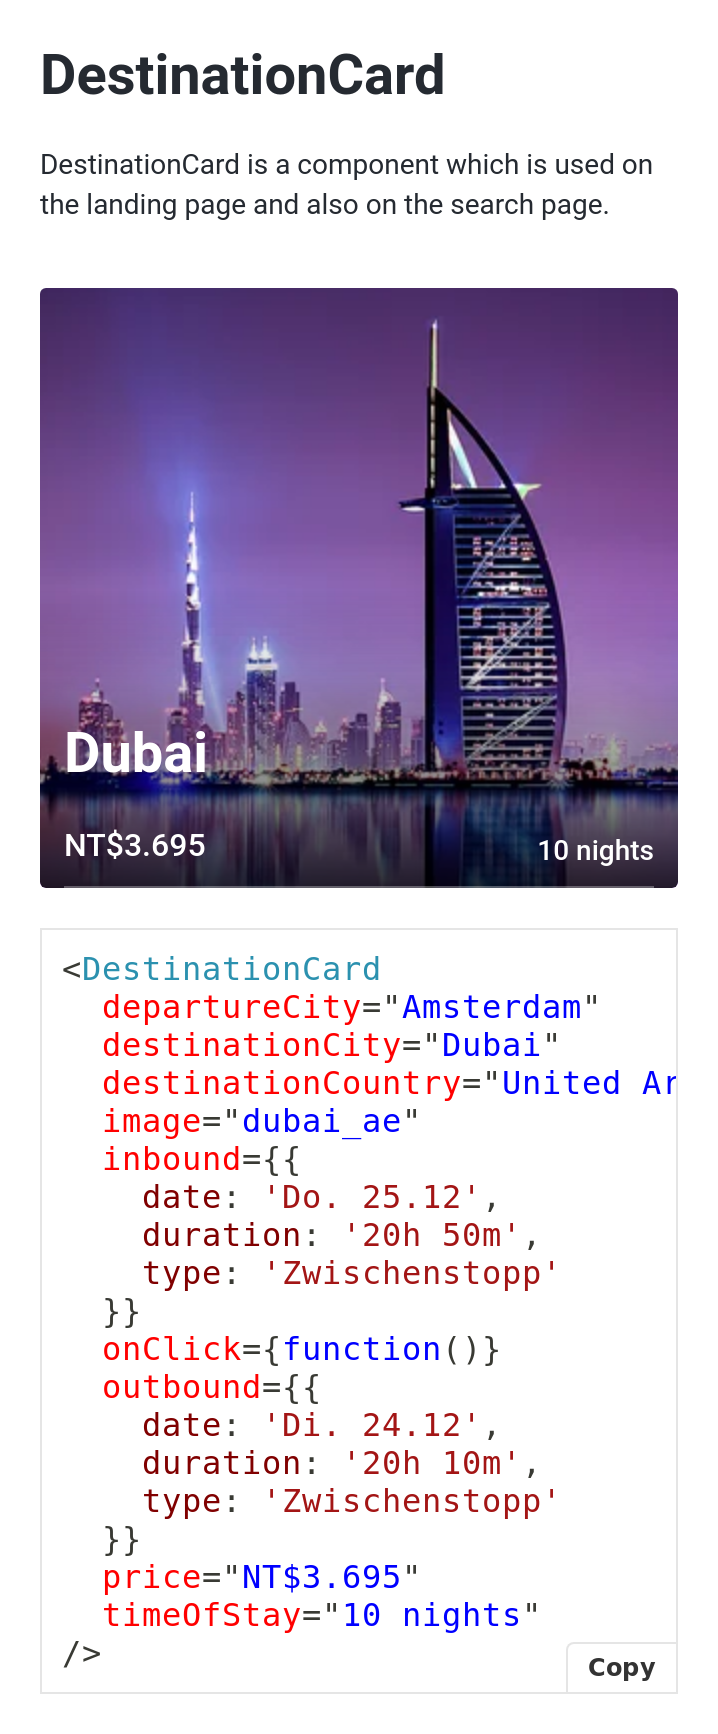 DestinationCard
DestinationCard is a component which is used on
the landing page and also on the search page.
Dubai
NT$3.695
10 nights
<DestinationCard
departureCity="Amsterdam"
destinationCity="Dubai"
destinationCountry="United Ar
image="dubai_ae"
inbound={{
date: 'Do. 25.12',
duration: '20h 50m',
type: 'Zwischenstopp'
}}
onClick={function()}
outbound={{
date: 'Di. 24.12',
duration: '20h 10m',
type: 'Zwischenstopp'
}}
price="NT$3.695"
timeOfStay="10 nights"
/>
Copy